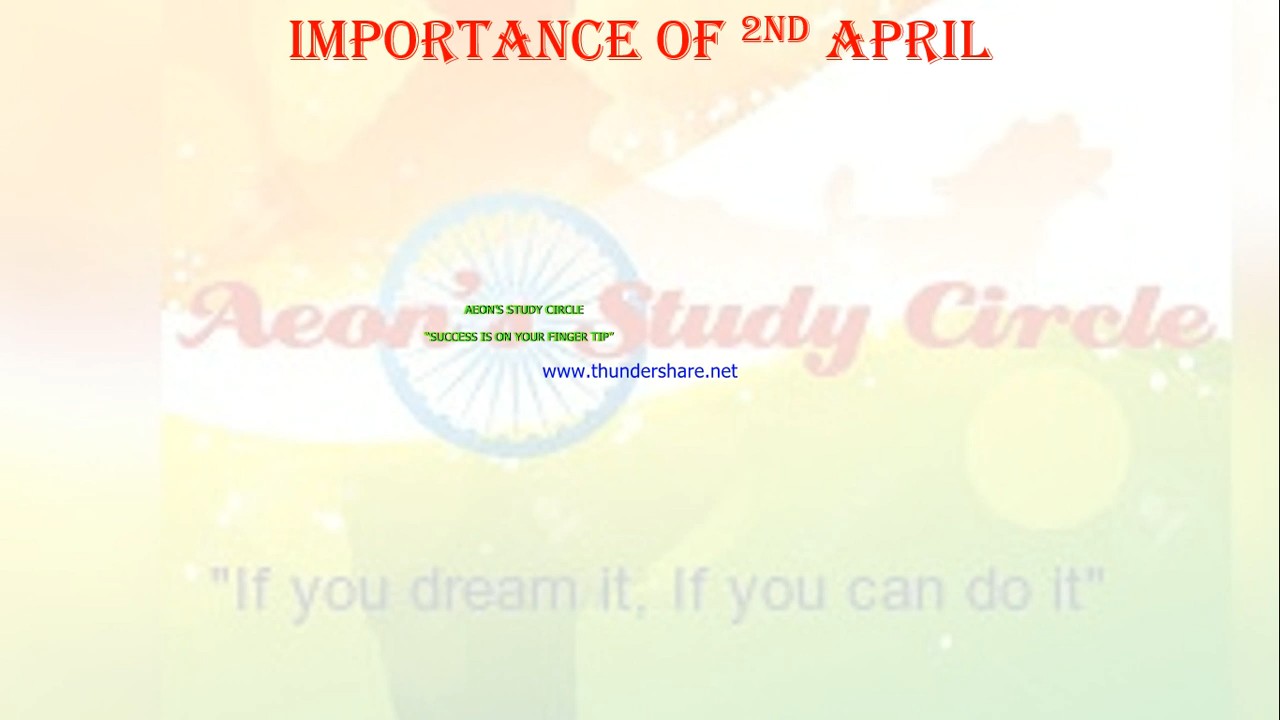 IMPORTANCE OF 2ND APRIL
Aeon's Study Circle
AEON'S STUDY CIRCLE
"SUCCESS IS ON YOUR FINGER TIP"
www.thundershare.net
"If you dream it, If you can do it"